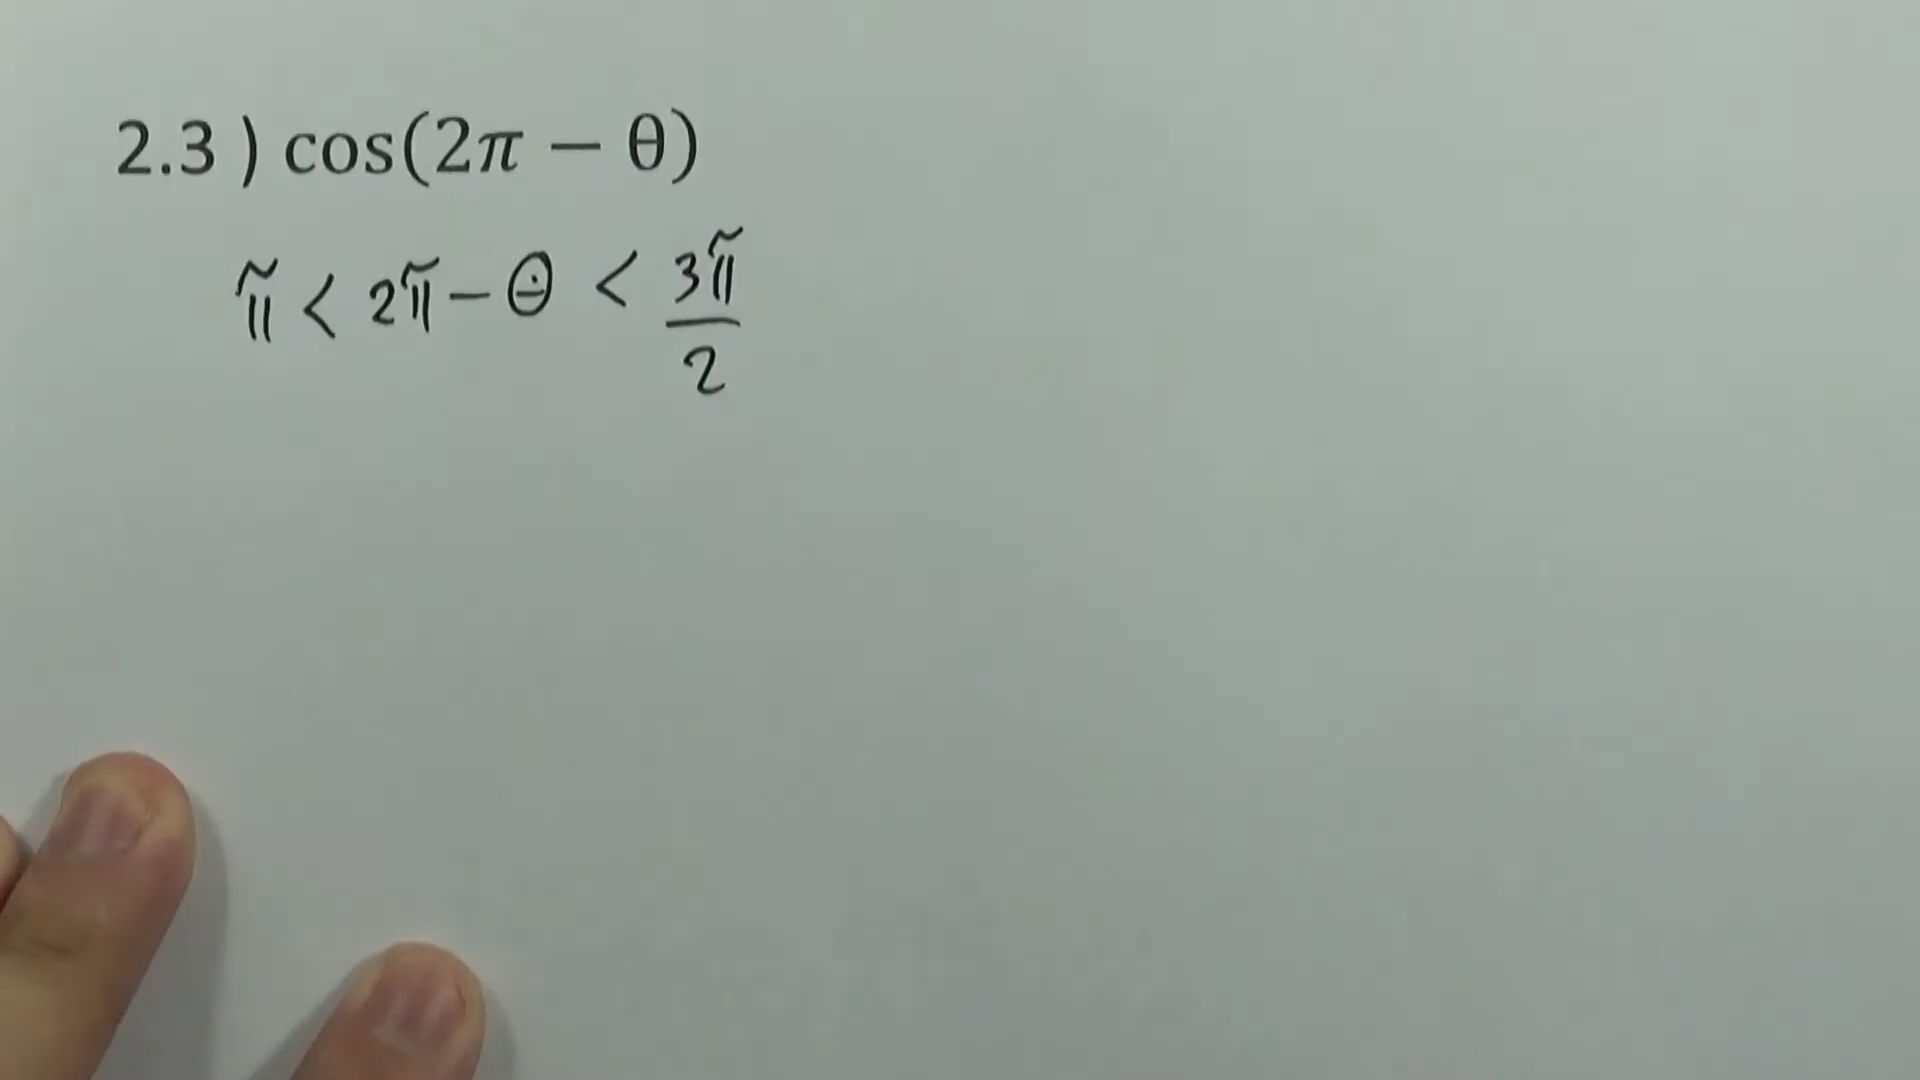 2.3 ) cos(2π − θ)
π < 2π − θ < 3π/2